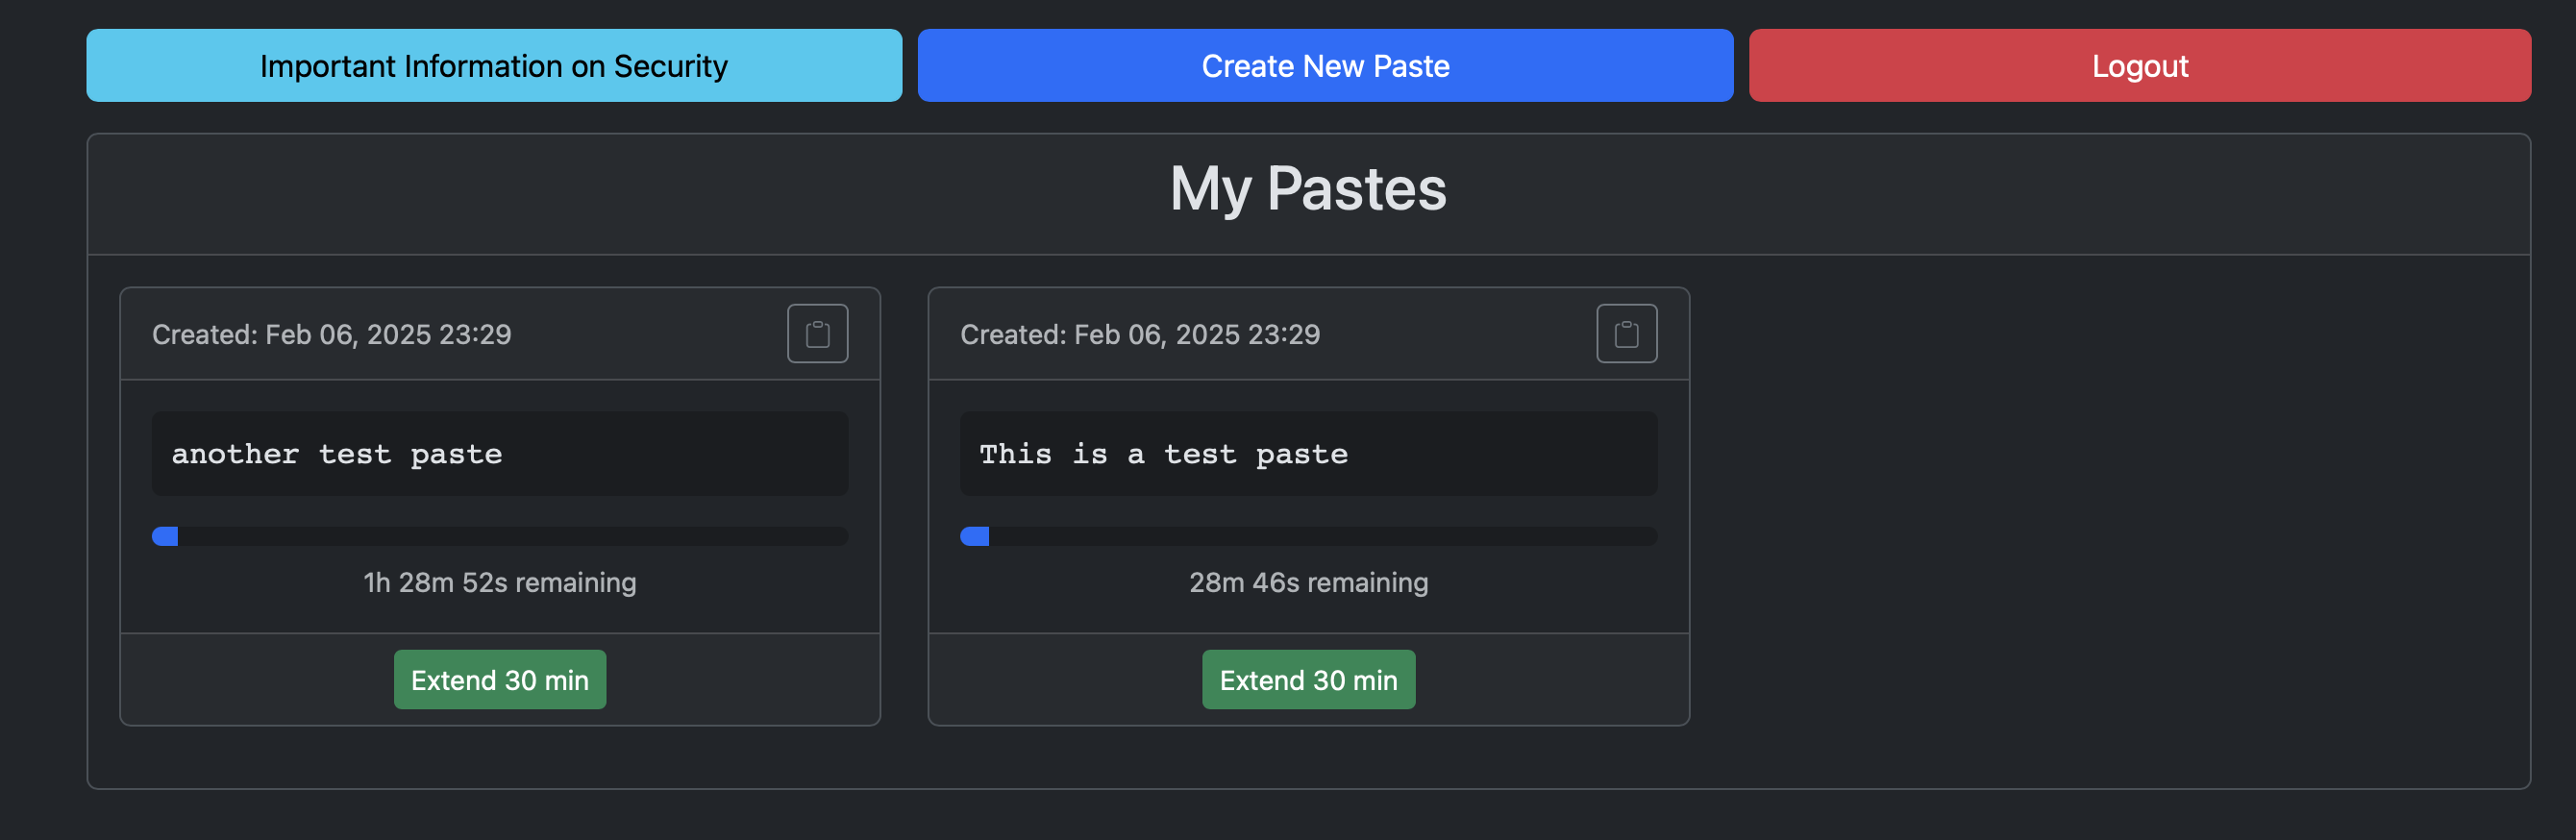 Important Information on Security
Create New Paste
Logout
My Pastes
Created: Feb 06, 2025 23:29
another test paste
1h 28m 52s remaining
Extend 30 min
Created: Feb 06, 2025 23:29
This is a test paste
28m 46s remaining
Extend 30 min